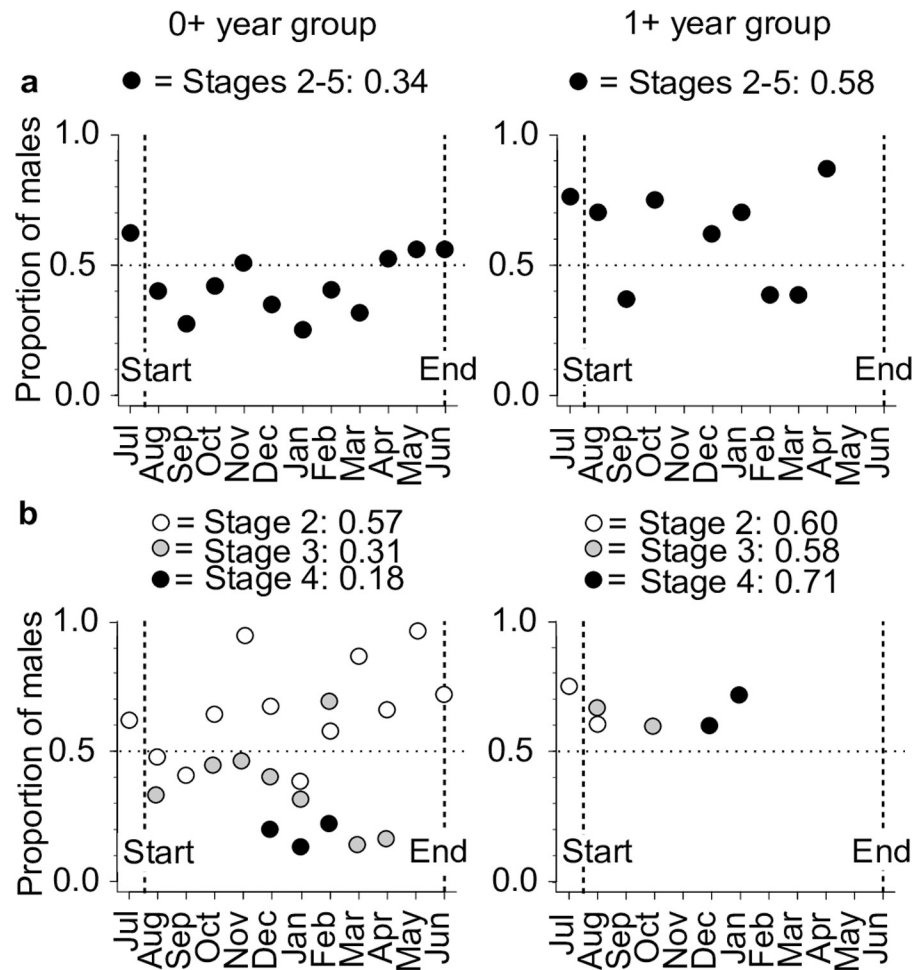 0+ year group
1+ year group
a
= Stages 2-5: 0.34
= Stages 2-5: 0.58
Proportion of males
1.0
0.5
0.0
Start
End
Jul
Aug
Sep
Oct
Nov
Dec
Jan
Feb
Mar
Apr
May
Jun
1.0
0.5
0.0
Start
End
Jul
Aug
Sep
Oct
Nov
Dec
Jan
Feb
Mar
Apr
May
Jun
b
= Stage 2: 0.57
= Stage 3: 0.31
= Stage 4: 0.18
= Stage 2: 0.60
= Stage 3: 0.58
= Stage 4: 0.71
Proportion of males
1.0
0.5
0.0
Start
End
Jul
Aug
Sep
Oct
Nov
Dec
Jan
Feb
Mar
Apr
May
Jun
1.0
0.5
0.0
Start
End
Jul
Aug
Sep
Oct
Nov
Dec
Jan
Feb
Mar
Apr
May
Jun